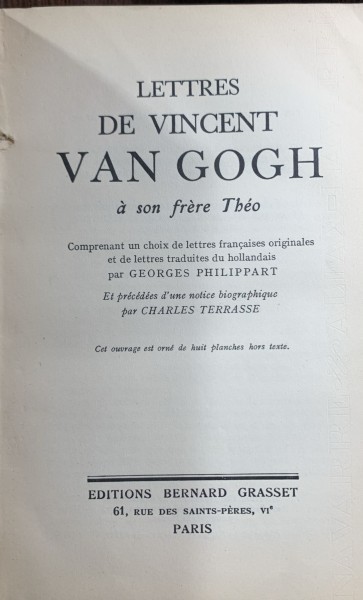 LETTRES
DE VINCENT
VAN GOGH
à son frère Théo
Comprenant un choix de lettres françaises originales
et de lettres traduites du hollandais
par GEORGES PHILIPPART
Et précédées d'une notice biographique
par CHARLES TERRASSE
Cet ouvrage est orné de huit planches hors texte.
EDITIONS BERNARD GRASSET
61, RUE DES SAINTS-PÈRES, VIᵉ
PARIS